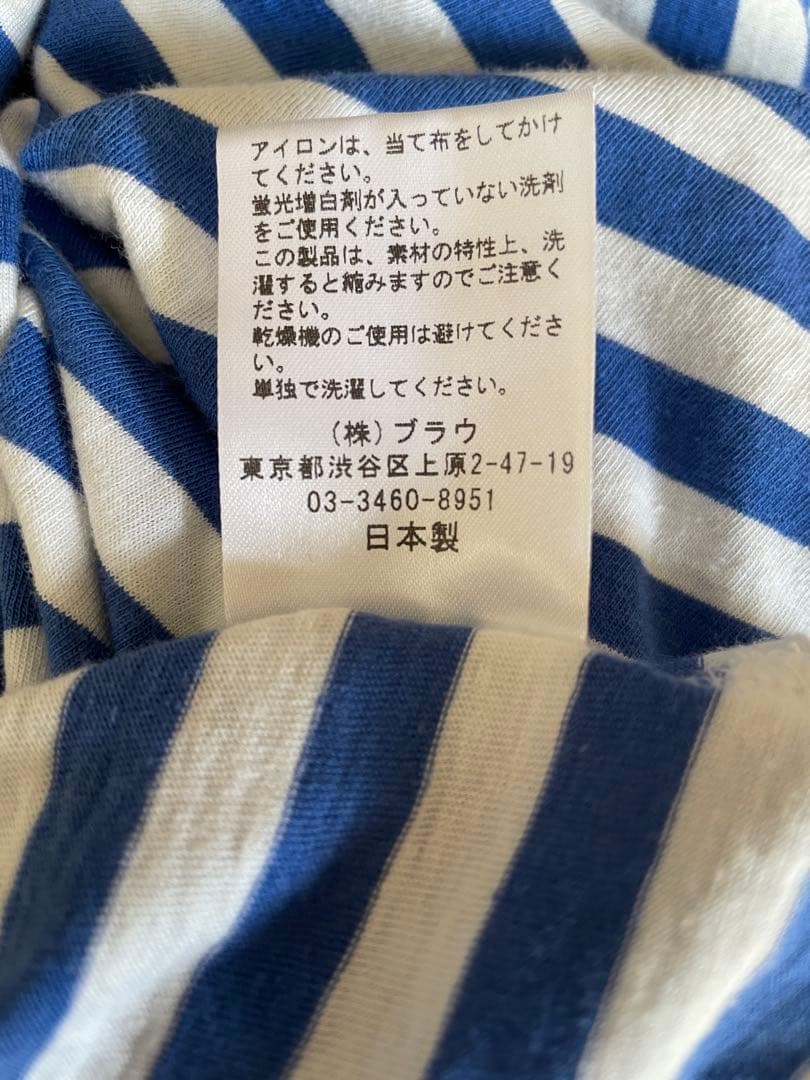 アイロンは、当て布をしてかけ
てください。
蛍光増白剤が入っていない洗剤
をご使用ください。
この製品は、素材の特性上、洗
濯すると縮みますのでご注意く
ださい。
乾燥機のご使用は避けてくださ
い。
単独で洗濯してください。
(株)ブラウ
東京都渋谷区上原2-47-19
03-3460-8951
日本製